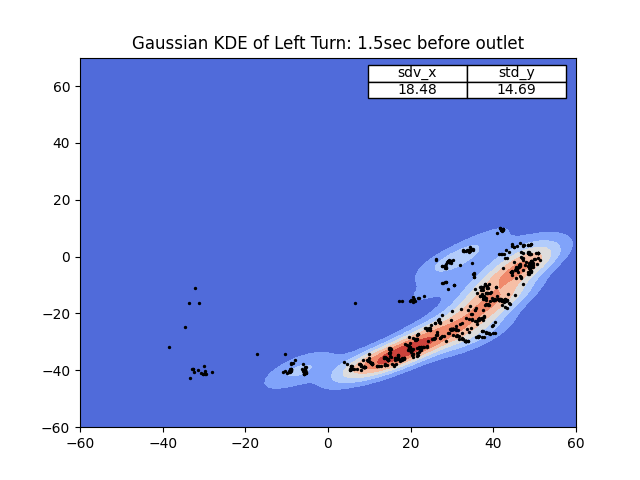 Gaussian KDE of Left Turn: 1.5sec before outlet
sdv_x std_y
18.48 14.69
60
40
20
0
−20
−40
−60
−60 −40 −20 0 20 40 60